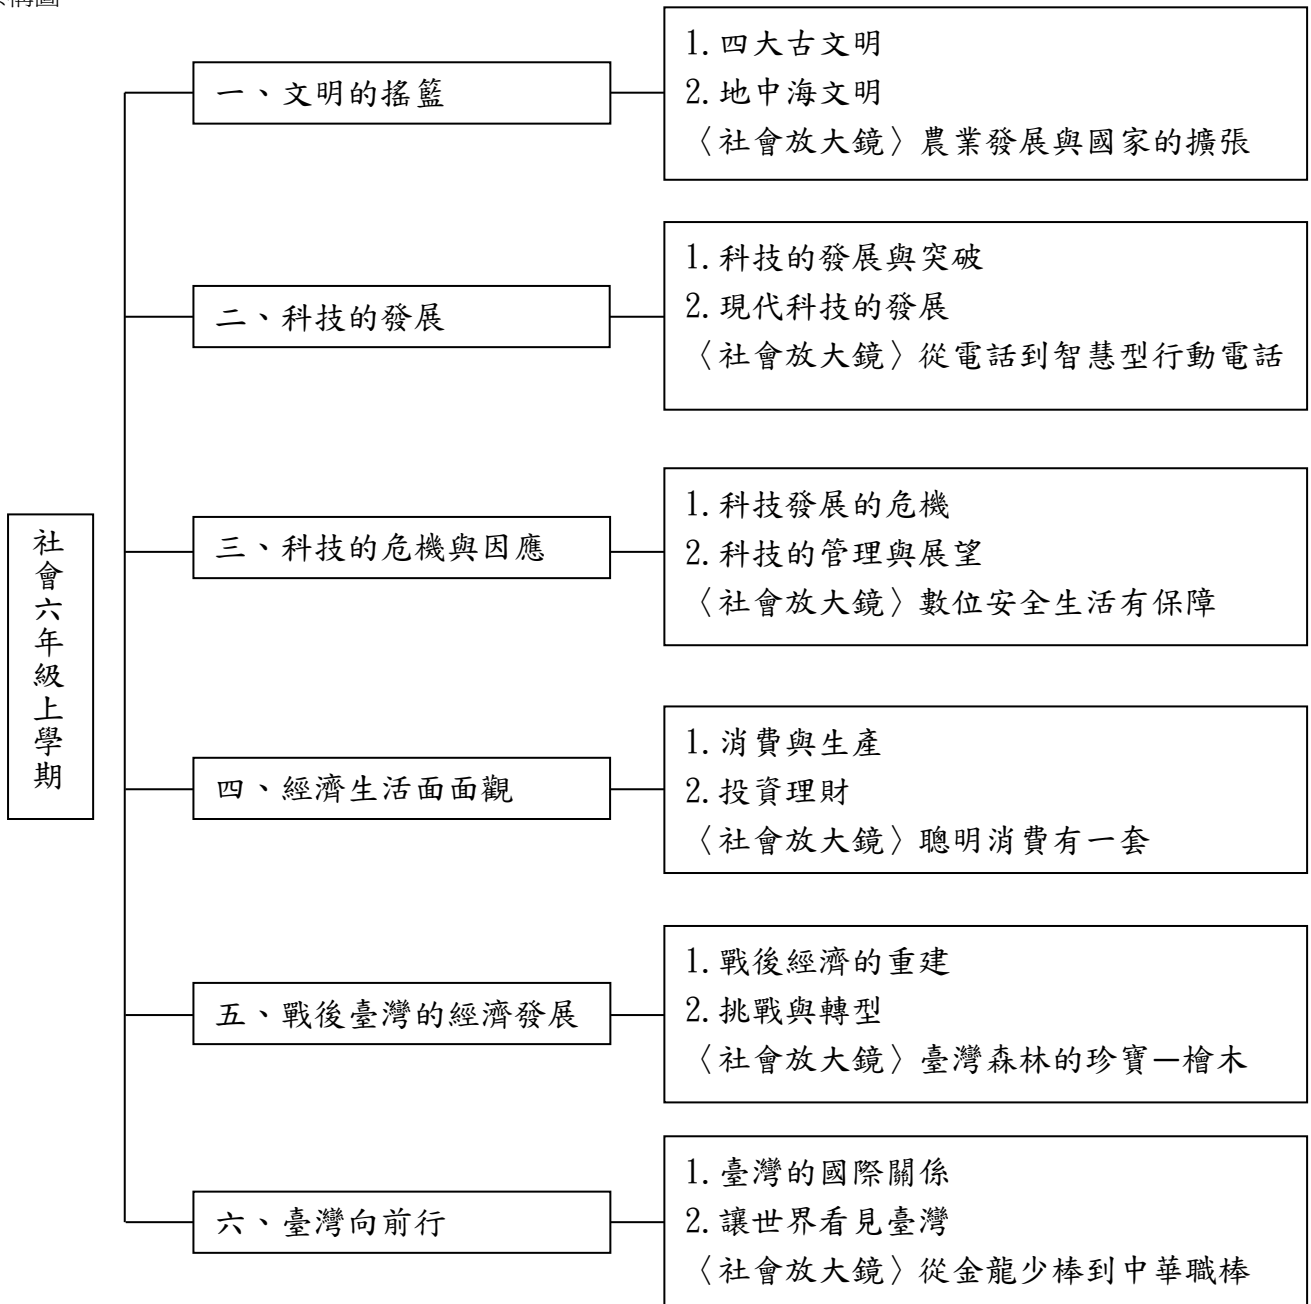 構圖
社會六年級上學期
一、文明的搖籃
1.四大古文明
2.地中海文明
〈社會放大鏡〉農業發展與國家的擴張
二、科技的發展
1.科技的發展與突破
2.現代科技的發展
〈社會放大鏡〉從電話到智慧型行動電話
三、科技的危機與因應
1.科技發展的危機
2.科技的管理與展望
〈社會放大鏡〉數位安全生活有保障
四、經濟生活面面觀
1.消費與生產
2.投資理財
〈社會放大鏡〉聰明消費有一套
五、戰後臺灣的經濟發展
1.戰後經濟的重建
2.挑戰與轉型
〈社會放大鏡〉臺灣森林的珍寶—檜木
六、臺灣向前行
1.臺灣的國際關係
2.讓世界看見臺灣
〈社會放大鏡〉從金龍少棒到中華職棒